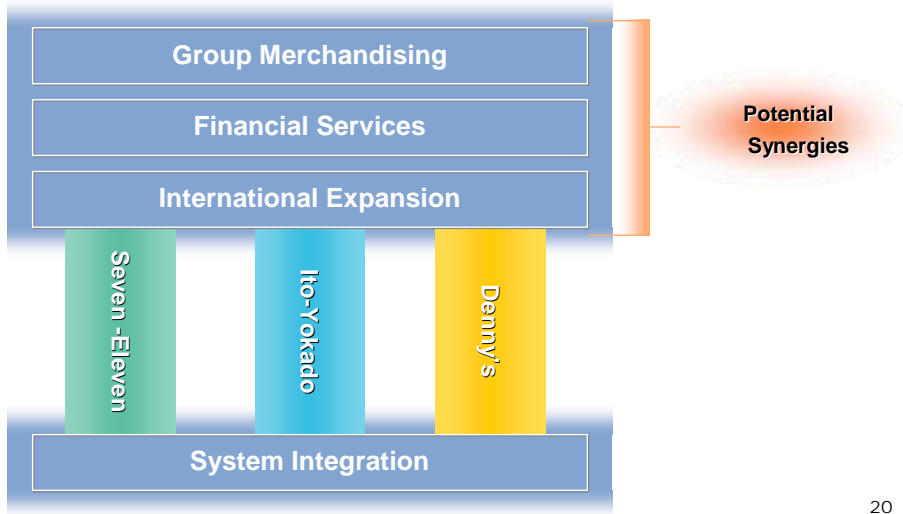 Group Merchandising
Financial Services
International Expansion
Potential
Synergies
Seven -Eleven
Ito-Yokado
Denny's
System Integration
20